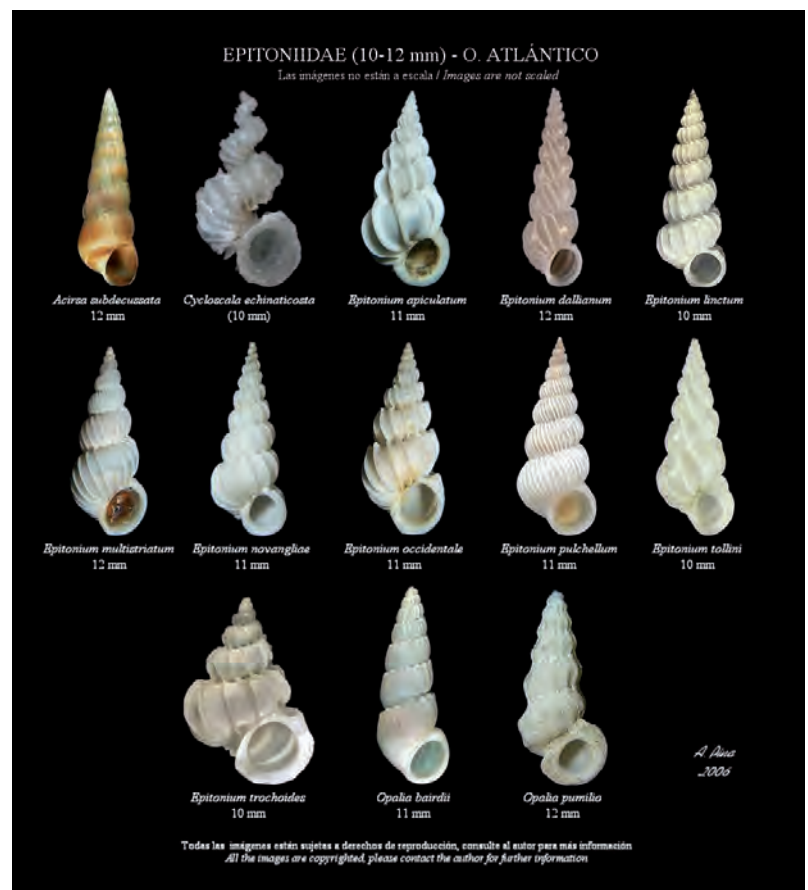 EPITONIIDAE (10-12 mm) - O. ATLÁNTICO
Las imágenes no están a escala / Images are not scaled
Acirsa subdecussata
12 mm
Cycloscala echinaticosta
(10 mm)
Epitonium apiculatum
11 mm
Epitonium dallianum
12 mm
Epitonium linctum
10 mm
Epitonium multistriatum
12 mm
Epitonium novangliae
11 mm
Epitonium occidentale
11 mm
Epitonium pulchellum
11 mm
Epitonium tollini
10 mm
Epitonium trochoides
10 mm
Opalia bairdii
11 mm
Opalia pumilio
12 mm
A Pina
2006
Todas las imágenes están sujetas a derechos de reproducción, consulte al autor para más información
All the images are copyrighted, please contact the author for further information